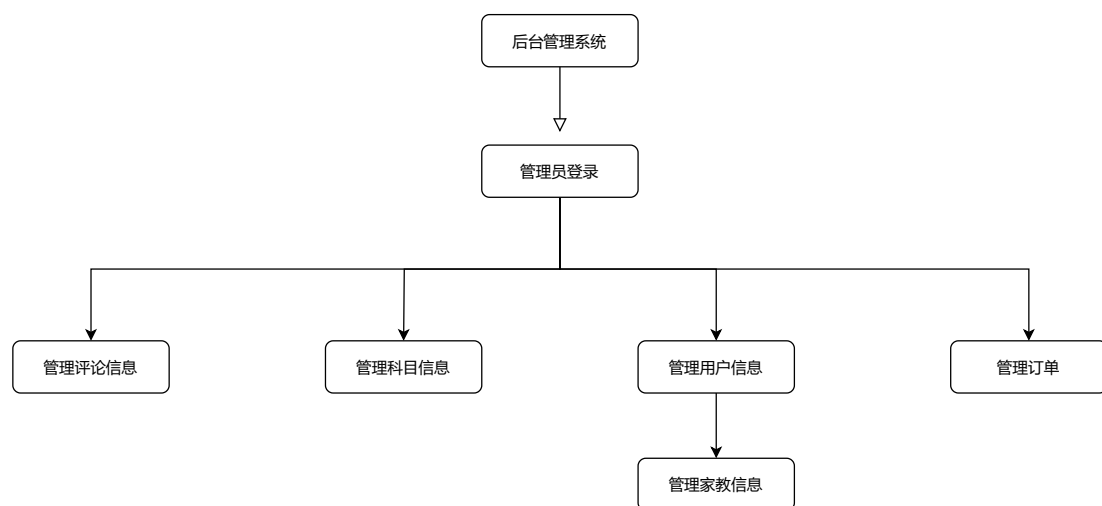 后台管理系统
管理员登录
管理评论信息
管理科目信息
管理用户信息
管理订单
管理家教信息